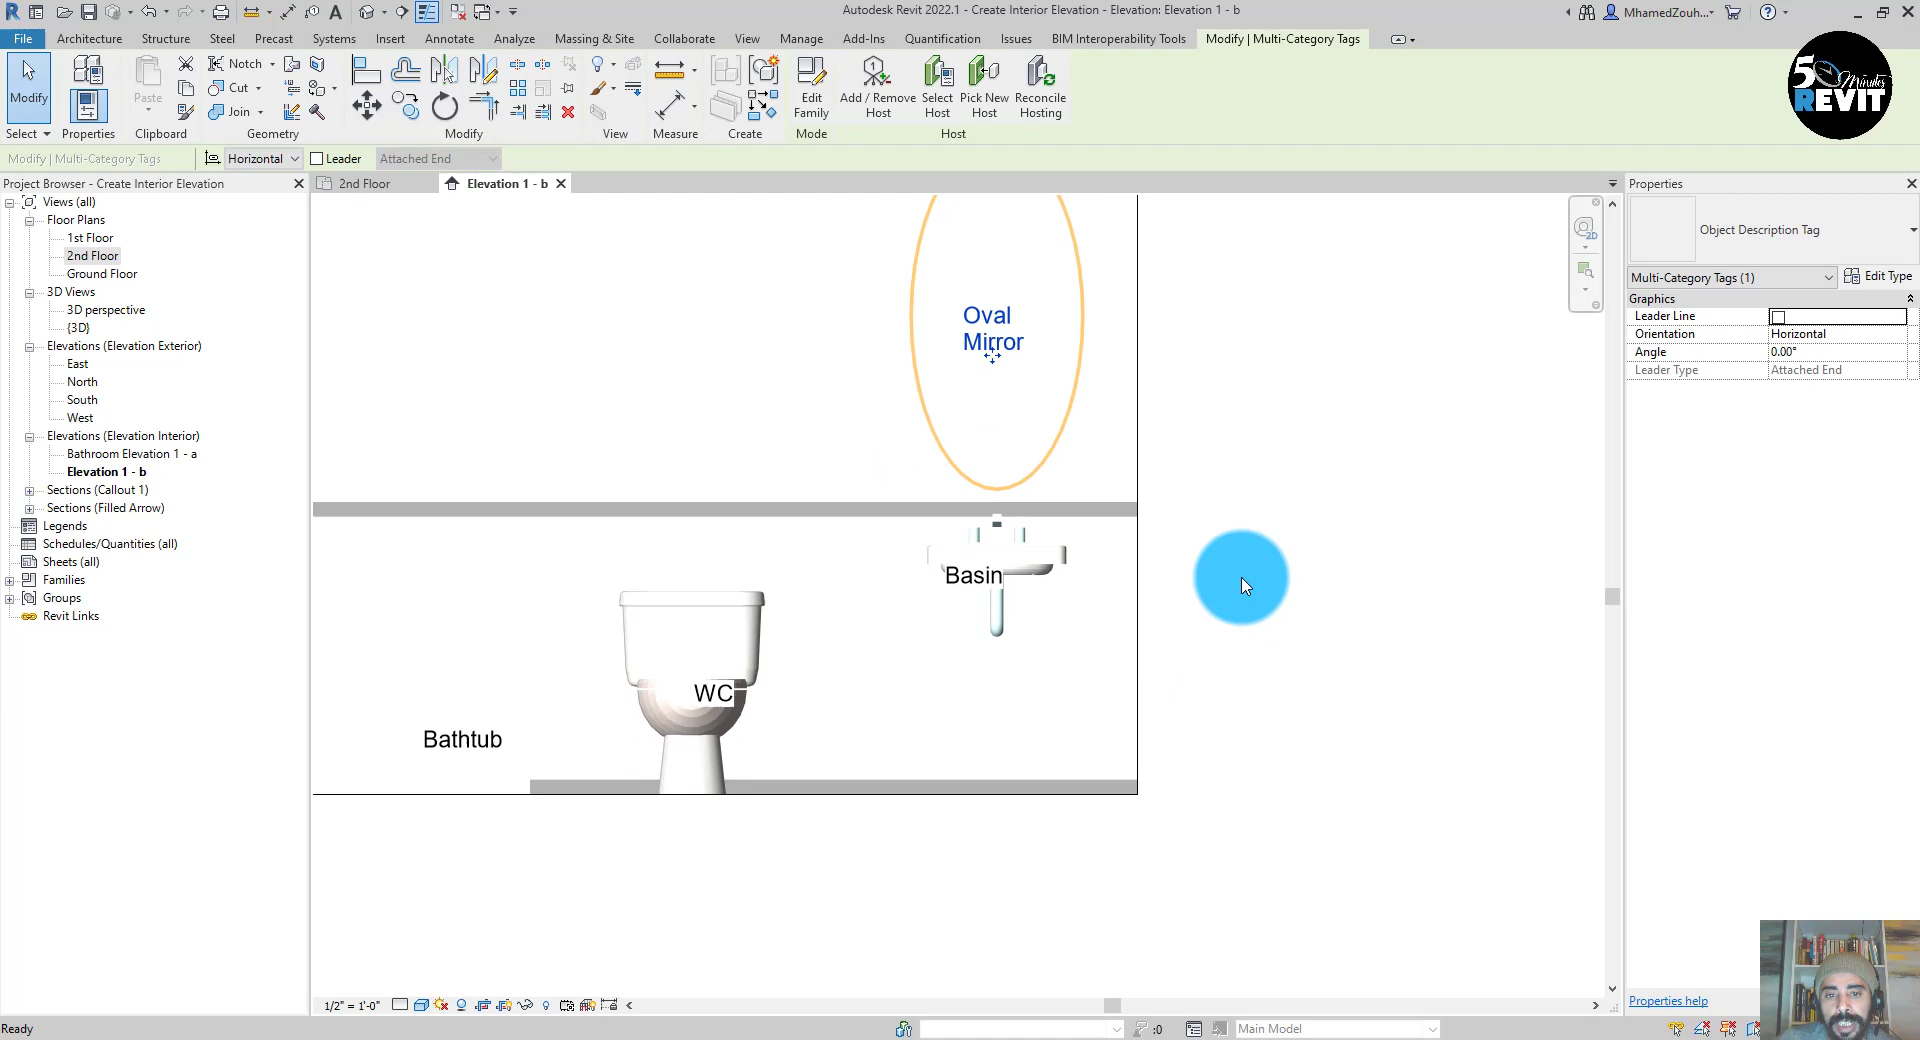 Autodesk Revit 2022.1 - Create Interior Elevation - Elevation: Elevation 1 - b
MhamedZouh...
File Architecture Structure Steel Precast Systems Insert Annotate Analyze Massing & Site Collaborate View Manage Add-Ins Quantification Issues BIM Interoperability Tools Modify | Multi-Category Tags
Modify
Select
Properties
Paste
Clipboard
Notch
Cut
Join
Geometry
Modify
View
Measure
Create
Edit Family
Mode
Add / Remove Host
Select Host
Pick New Host
Reconcile Hosting
Host
5 Minutes
REVIT
Modify | Multi-Category Tags Horizontal Leader Attached End
Project Browser - Create Interior Elevation
Views (all)
Floor Plans
1st Floor
2nd Floor
Ground Floor
3D Views
3D perspective
{3D}
Elevations (Elevation Exterior)
East
North
South
West
Elevations (Elevation Interior)
Bathroom Elevation 1 - a
Elevation 1 - b
Sections (Callout 1)
Sections (Filled Arrow)
Legends
Schedules/Quantities (all)
Sheets (all)
Families
Groups
Revit Links
2nd Floor
Elevation 1 - b
Oval
Mirror
Basin
WC
Bathtub
2D
Properties
Object Description Tag
Multi-Category Tags (1) Edit Type
Graphics
Leader Line
Orientation Horizontal
Angle 0.00°
Leader Type Attached End
Properties help
1/2" = 1'-0"
Ready
:0
Main Model